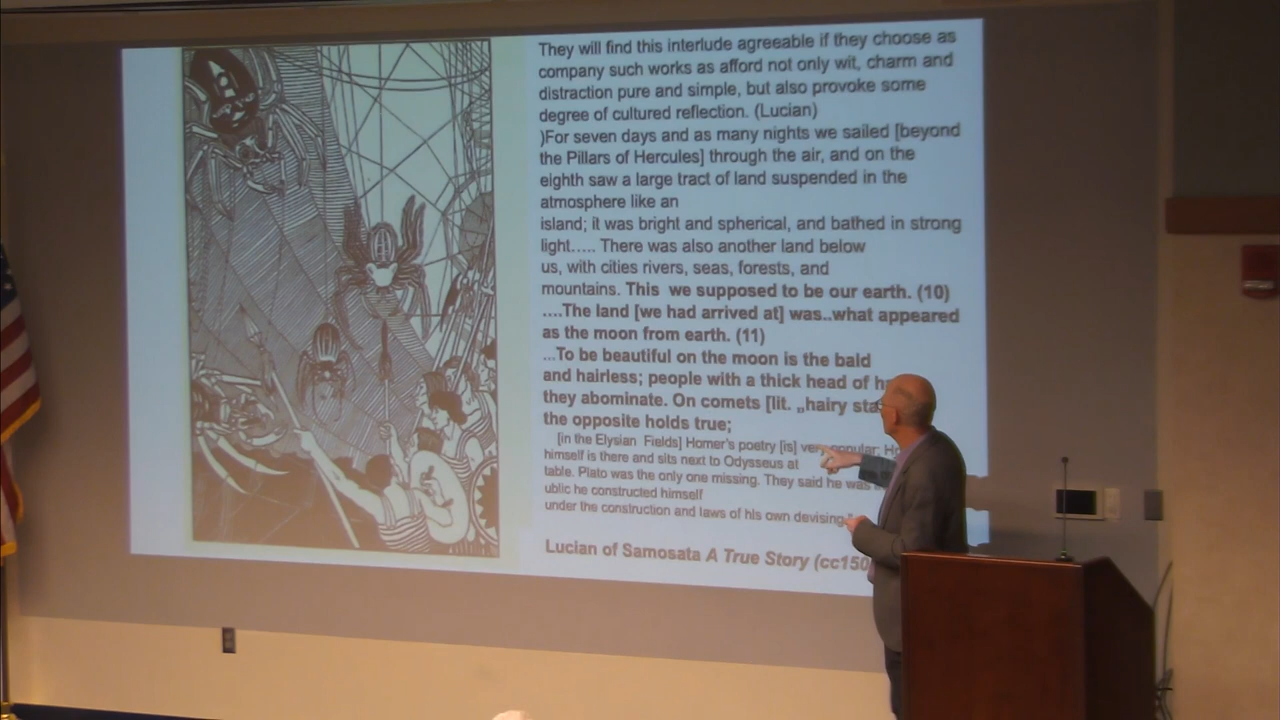 They will find this interlude agreeable if they choose as
company such works as afford not only wit, charm and
distraction pure and simple, but also provoke some
degree of cultured reflection. (Lucian)
)For seven days and as many nights we sailed [beyond
the Pillars of Hercules] through the air, and on the
eighth saw a large tract of land suspended in the
atmosphere like an
island; it was bright and spherical, and bathed in strong
light..... There was also another land below
us, with cities rivers, seas, forests, and
mountains. This we supposed to be our earth. (10)
....The land [we had arrived at] was..what appeared
as the moon from earth. (11)
...To be beautiful on the moon is the bald
and hairless; people with a thick head of
they abominate. On comets [lit. „hairy
the opposite holds true;
[in the Elysian Fields] Homer's poetry [is] very popular.
himself is there and sits next to Odysseus at
table. Plato was the only one missing. They said he was
ublic he constructed himself
under the construction and laws of his own devising."
Lucian of Samosata A True Story (cc150